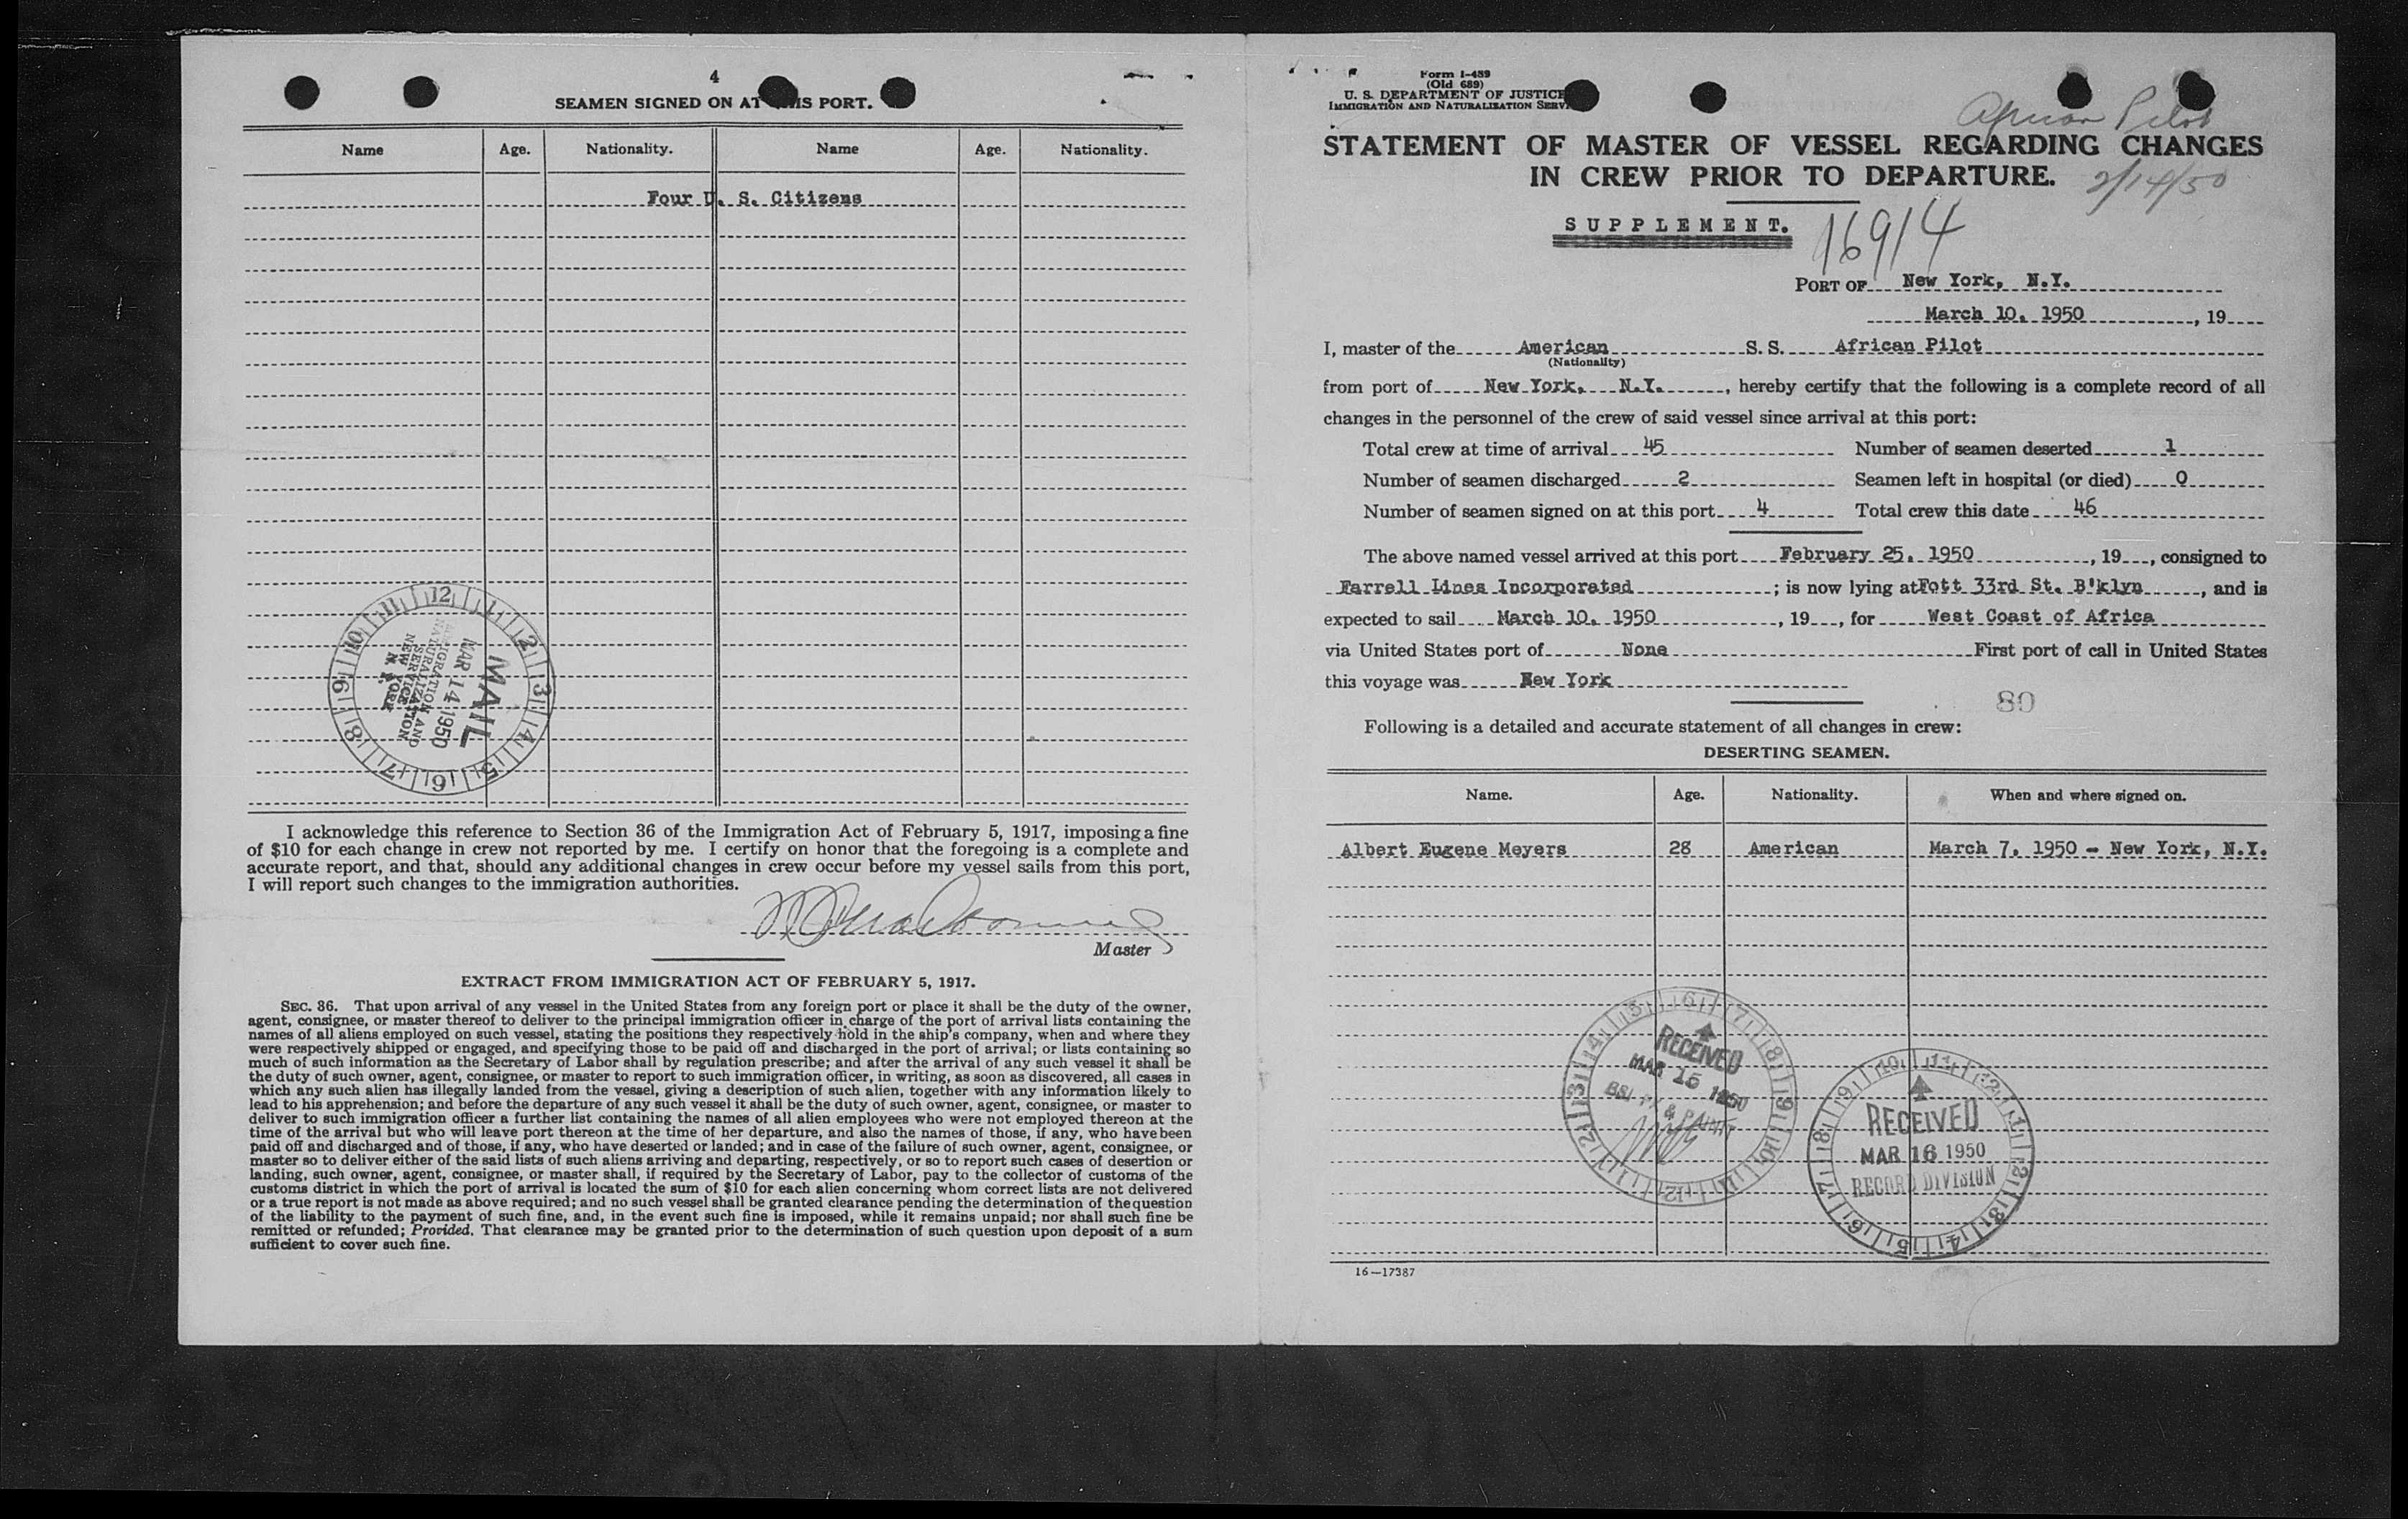 4
SEAMEN SIGNED ON AT THIS PORT.
Name Age. Nationality. Name Age. Nationality.
Four U. S. Citizens
12 1 2 3 4 5 6 7 8 9 10 11
MAIL
MAR 14 1950
IMMIGRATION AND
NATURALIZATION
SERVICE
NEW YORK
N. Y.
I acknowledge this reference to Section 36 of the Immigration Act of February 5, 1917, imposing a fine
of $10 for each change in crew not reported by me. I certify on honor that the foregoing is a complete and
accurate report, and that, should any additional changes in crew occur before my vessel sails from this port,
I will report such changes to the immigration authorities.
Master
EXTRACT FROM IMMIGRATION ACT OF FEBRUARY 5, 1917.
SEC. 36. That upon arrival of any vessel in the United States from any foreign port or place it shall be the duty of the owner,
agent, consignee, or master thereof to deliver to the principal immigration officer in charge of the port of arrival lists containing the
names of all aliens employed on such vessel, stating the positions they respectively hold in the ship's company, when and where they
were respectively shipped or engaged, and specifying those to be paid off and discharged in the port of arrival; or lists containing so
much of such information as the Secretary of Labor shall by regulation prescribe; and after the arrival of any such vessel it shall be
the duty of such owner, agent, consignee, or master to report to such immigration officer, in writing, as soon as discovered, all cases in
which any such alien has illegally landed from the vessel, giving a description of such alien, together with any information likely to
lead to his apprehension; and before the departure of any such vessel it shall be the duty of such owner, agent, consignee, or master to
deliver to such immigration officer a further list containing the names of all alien employees who were not employed thereon at the
time of the arrival but who will leave port thereon at the time of her departure, and also the names of those, if any, who have been
paid off and discharged and of those, if any, who have deserted or landed; and in case of the failure of such owner, agent, consignee, or
master so to deliver either of the said lists of such aliens arriving and departing, respectively, or so to report such cases of desertion or
landing, such owner, agent, consignee, or master shall, if required by the Secretary of Labor, pay to the collector of customs of the
customs district in which the port of arrival is located the sum of $10 for each alien concerning whom correct lists are not delivered
or a true report is not made as above required; and no such vessel shall be granted clearance pending the determination of the question
of the liability to the payment of such fine, and, in the event such fine is imposed, while it remains unpaid; nor shall such fine be
remitted or refunded; Provided, That clearance may be granted prior to the determination of such question upon deposit of a sum
sufficient to cover such fine.
Form I-489
(Old 689)
U. S. DEPARTMENT OF JUSTICE
IMMIGRATION AND NATURALIZATION SERV
African Pilot
STATEMENT OF MASTER OF VESSEL REGARDING CHANGES
IN CREW PRIOR TO DEPARTURE.
2/14/50
SUPPLEMENT.
16914
PORT OF New York, N.Y.
March 10, 1950, 19
I, master of the American S. S. African Pilot
(Nationality)
from port of New York, N.Y., hereby certify that the following is a complete record of all
changes in the personnel of the crew of said vessel since arrival at this port:
Total crew at time of arrival 45 Number of seamen deserted 1
Number of seamen discharged 2 Seamen left in hospital (or died) 0
Number of seamen signed on at this port 4 Total crew this date 46
The above named vessel arrived at this port February 25, 1950, 19, consigned to
Farrell Lines Incorporated; is now lying at Fott 33rd St. B'klyn, and is
expected to sail March 10, 1950, 19, for West Coast of Africa
via United States port of None First port of call in United States
this voyage was New York
80
Following is a detailed and accurate statement of all changes in crew:
DESERTING SEAMEN.
Name. Age. Nationality. When and where signed on.
Albert Eugene Meyers 28 American March 7, 1950 - New York, N.Y.
RECEIVED
MAR 15 1950
RECEIVED
MAR 16 1950
RECORD DIVISION
16—17387